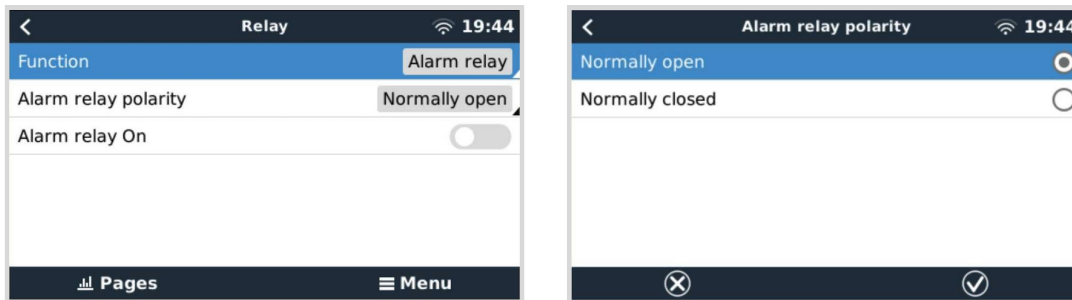 Relay 19:44
Function Alarm relay
Alarm relay polarity Normally open
Alarm relay On
Pages Menu
Alarm relay polarity 19:44
Normally open
Normally closed